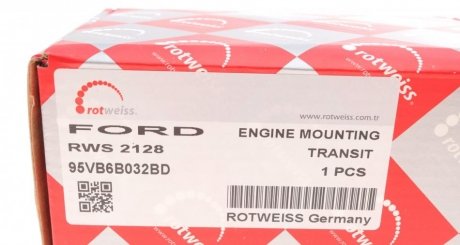 rotweiss.
www.rotweiss.com.tr
FORD
ENGINE MOUNTING
RWS 2128
TRANSIT
95VB6B032BD
1 PCS
ROTWEISS Germany